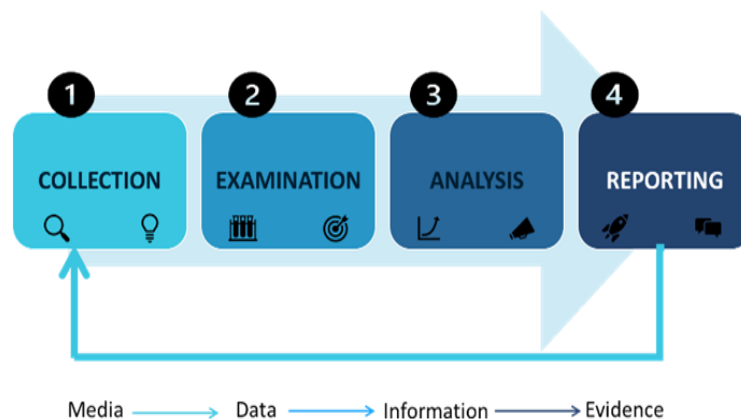 1 2 3 4
COLLECTION EXAMINATION ANALYSIS REPORTING
Media Data Information Evidence